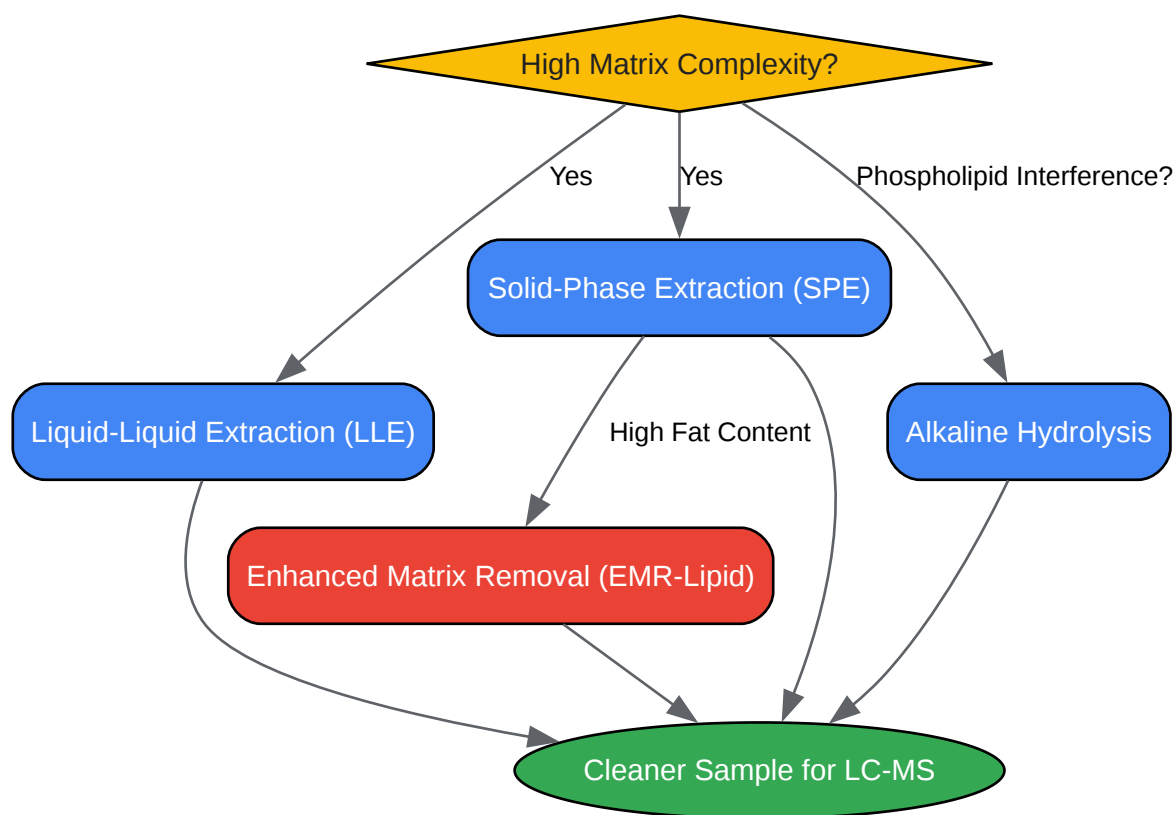 High Matrix Complexity?
Yes
Yes
Phospholipid Interference?
Solid-Phase Extraction (SPE)
Liquid-Liquid Extraction (LLE)
High Fat Content
Alkaline Hydrolysis
Enhanced Matrix Removal (EMR-Lipid)
Cleaner Sample for LC-MS